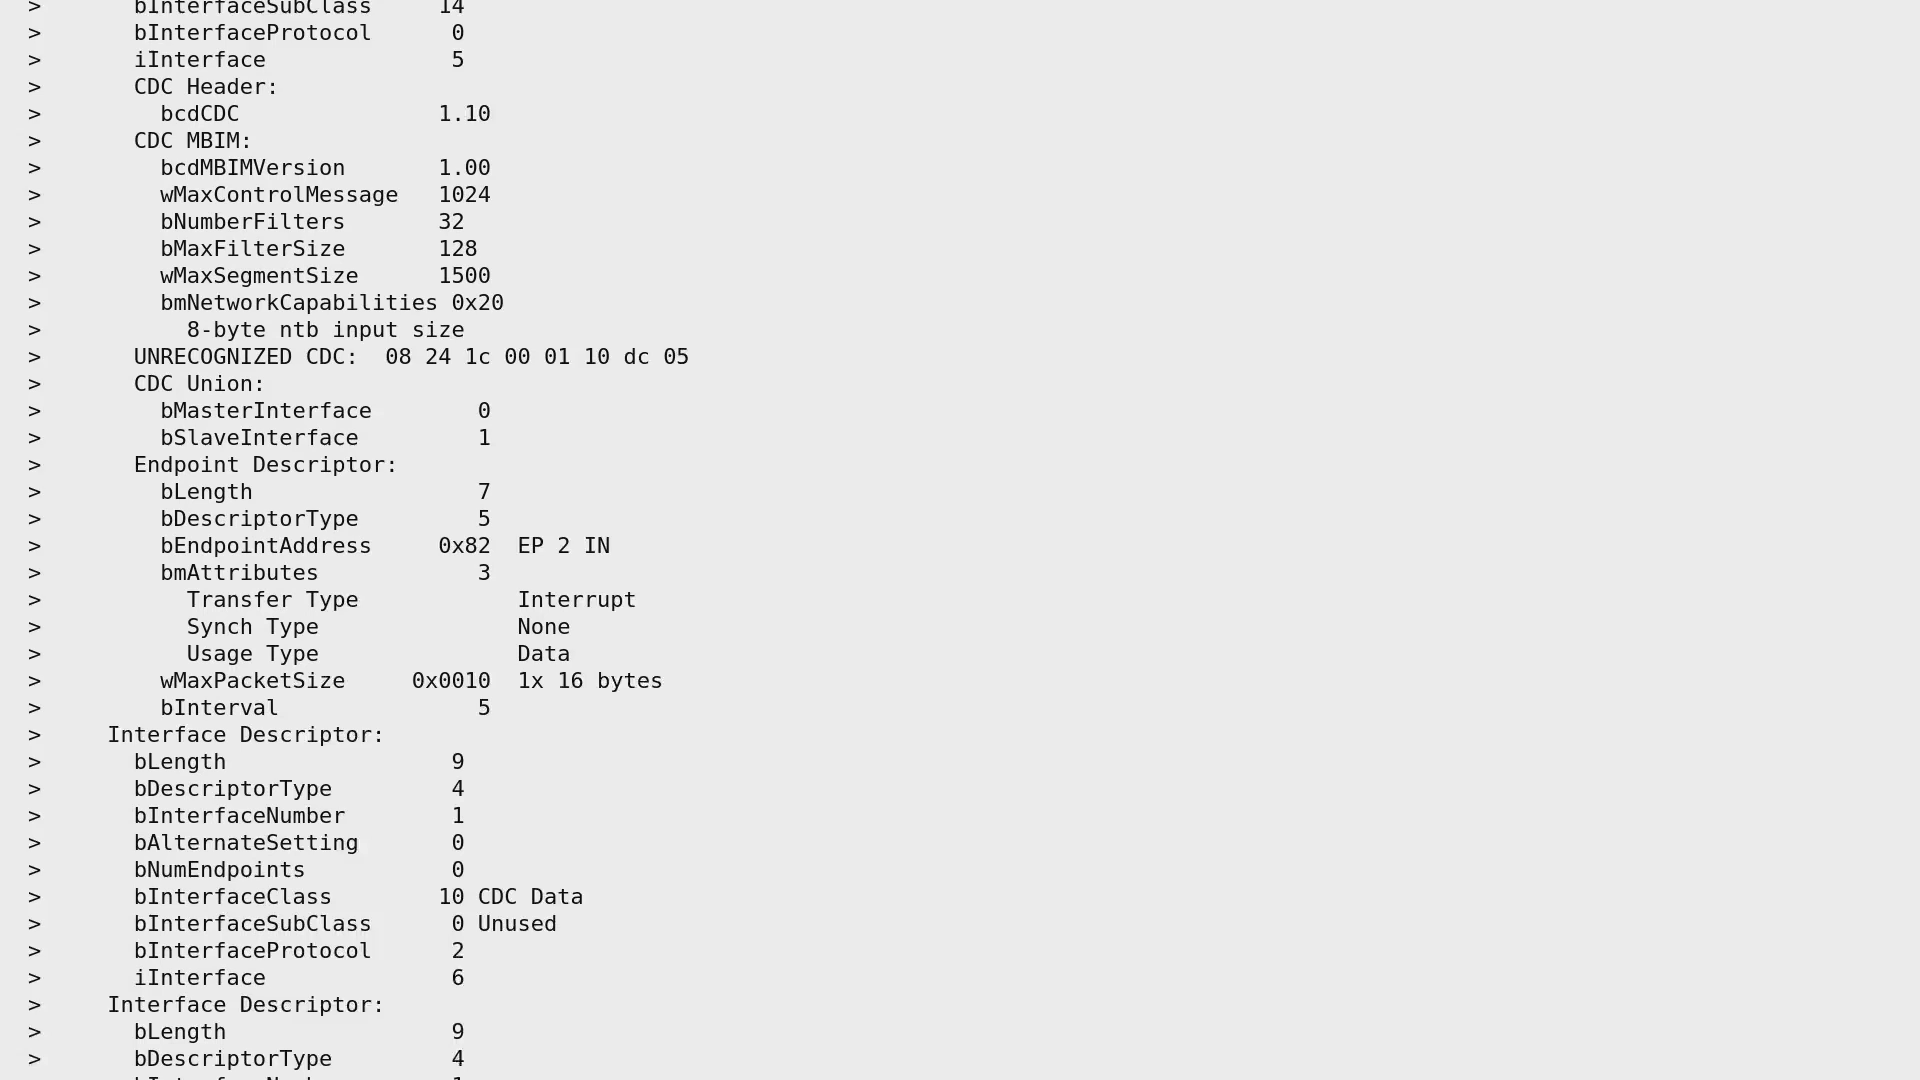 >       bInterfaceSubClass     14
>       bInterfaceProtocol      0
>       iInterface              5
>       CDC Header:
>         bcdCDC               1.10
>       CDC MBIM:
>         bcdMBIMVersion       1.00
>         wMaxControlMessage   1024
>         bNumberFilters       32
>         bMaxFilterSize       128
>         wMaxSegmentSize      1500
>         bmNetworkCapabilities 0x20
>           8-byte ntb input size
>       UNRECOGNIZED CDC:  08 24 1c 00 01 10 dc 05
>       CDC Union:
>         bMasterInterface        0
>         bSlaveInterface         1
>       Endpoint Descriptor:
>         bLength                 7
>         bDescriptorType         5
>         bEndpointAddress     0x82  EP 2 IN
>         bmAttributes            3
>           Transfer Type            Interrupt
>           Synch Type               None
>           Usage Type               Data
>         wMaxPacketSize     0x0010  1x 16 bytes
>         bInterval               5
>     Interface Descriptor:
>       bLength                 9
>       bDescriptorType         4
>       bInterfaceNumber        1
>       bAlternateSetting       0
>       bNumEndpoints           0
>       bInterfaceClass        10 CDC Data
>       bInterfaceSubClass      0 Unused
>       bInterfaceProtocol      2
>       iInterface              6
>     Interface Descriptor:
>       bLength                 9
>       bDescriptorType         4